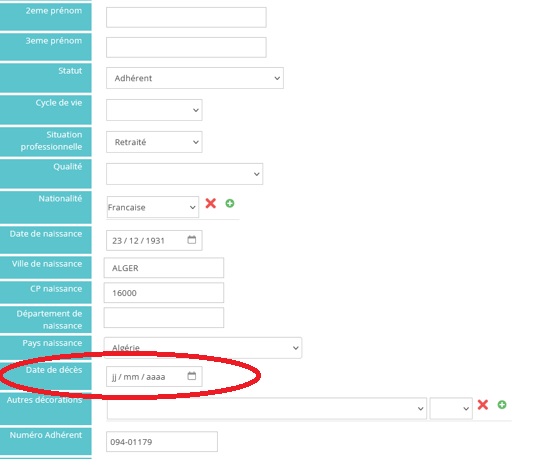 2eme prénom
3eme prénom
Statut Adhérent
Cycle de vie
Situation
professionnelle Retraité
Qualité
Nationalité Francaise
Date de naissance 23 / 12 / 1931
Ville de naissance ALGER
CP naissance 16000
Département de
naissance
Pays naissance Algérie
Date de décès jj / mm / aaaa
Autres décorations
Numéro Adhérent 094-01179